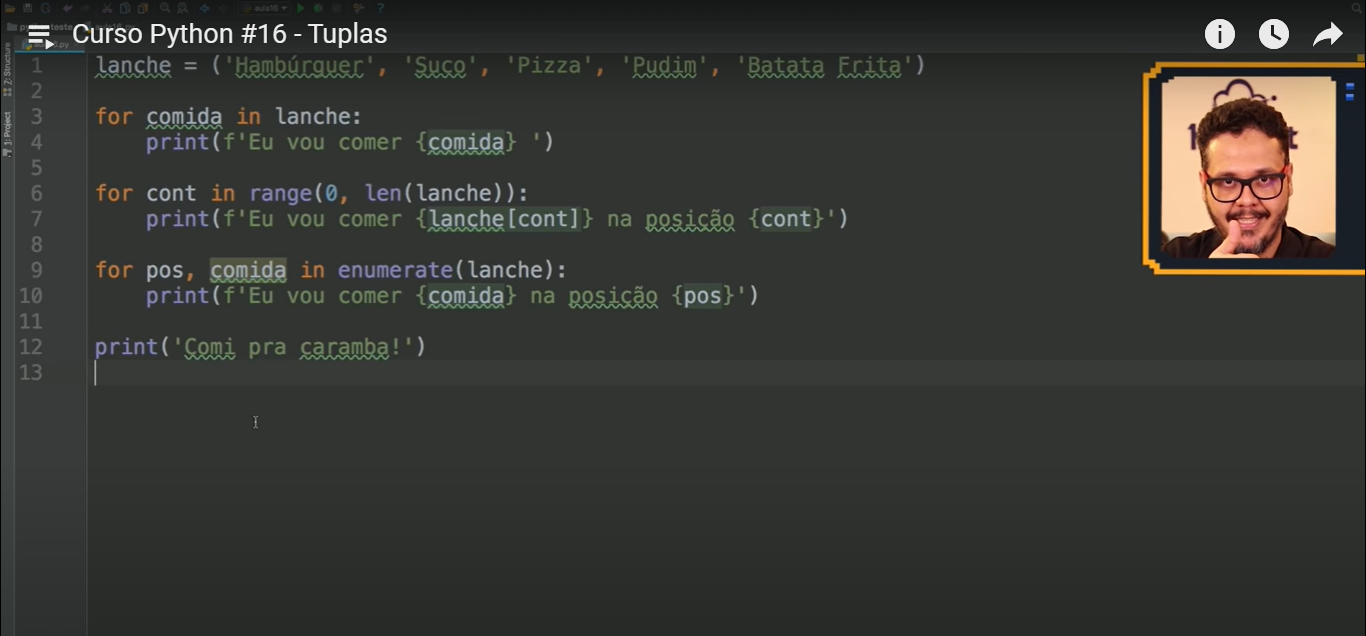 Curso Python #16 - Tuplas
1 lanche = ('Hambúrguer', 'Suco', 'Pizza', 'Pudim', 'Batata Frita')
2
3 for comida in lanche:
4     print(f'Eu vou comer {comida} ')
5
6 for cont in range(0, len(lanche)):
7     print(f'Eu vou comer {lanche[cont]} na posição {cont}')
8
9 for pos, comida in enumerate(lanche):
10     print(f'Eu vou comer {comida} na posição {pos}')
11
12 print('Comi pra caramba!')
13
aula16
Structure
1: Project